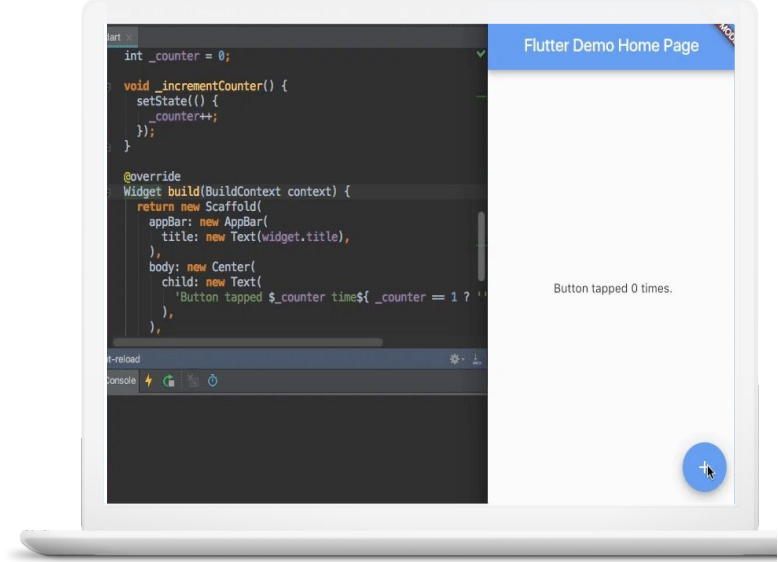 dart
int _counter = 0;
void _incrementCounter() {
setState(() {
_counter++;
});
}
@override
Widget build(BuildContext context) {
return new Scaffold(
appBar: new AppBar(
title: new Text(widget.title),
),
body: new Center(
child: new Text(
'Button tapped $_counter time${ _counter == 1 ? ''
),
),
t-reload
Console
Flutter Demo Home Page
Button tapped 0 times.
+